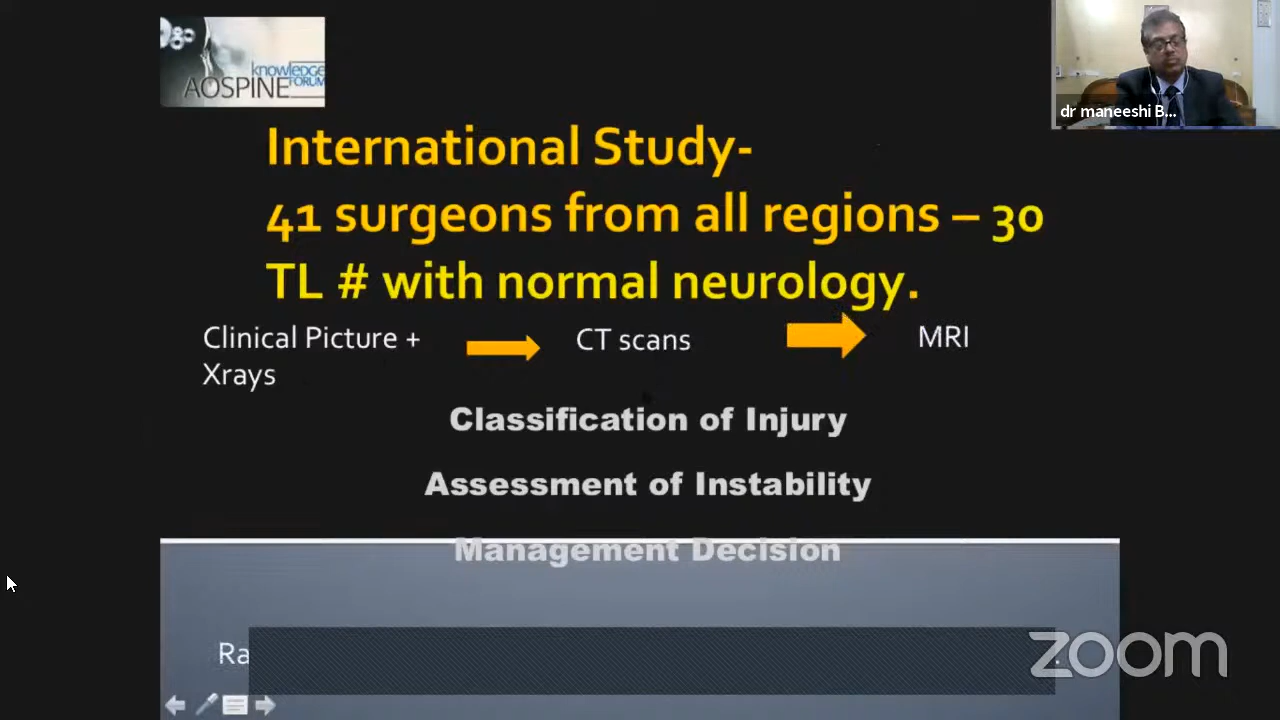 knowledge
AOSPINE FORUM
dr maneeshi B...
International Study-
41 surgeons from all regions – 30
TL # with normal neurology.
Clinical Picture +
Xrays
CT scans
MRI
Classification of Injury
Assessment of Instability
Management Decision
zoom